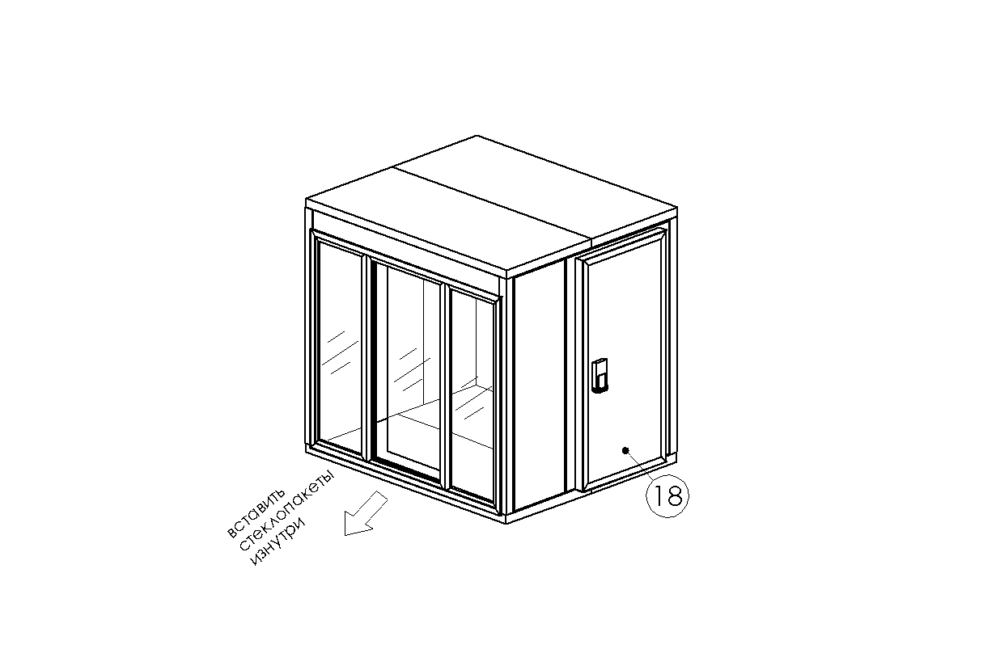 вставить
стеклопакеты
изнутри
18